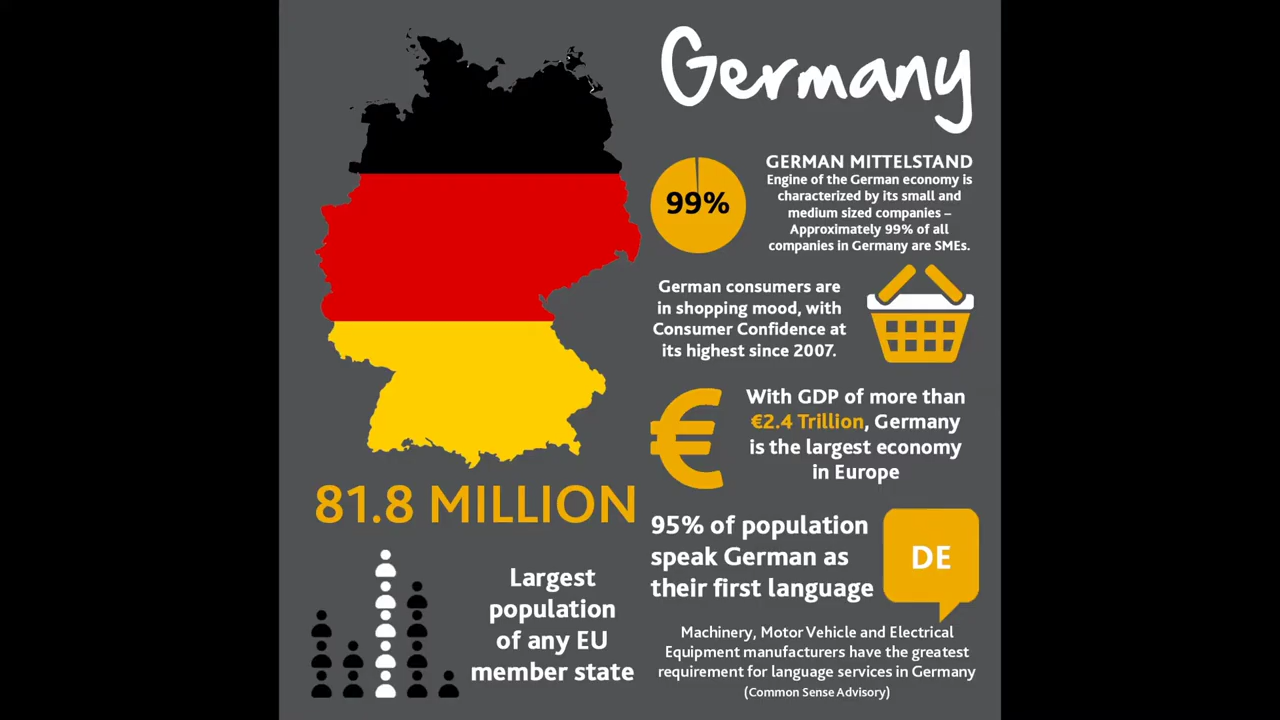 Germany
99%
GERMAN MITTELSTAND
Engine of the German economy is
characterized by its small and
medium sized companies –
Approximately 99% of all
companies in Germany are SMEs.
German consumers are
in shopping mood, with
Consumer Confidence at
its highest since 2007.
€
With GDP of more than
€2.4 Trillion, Germany
is the largest economy
in Europe
81.8 MILLION
Largest
population
of any EU
member state
95% of population
speak German as
their first language
DE
Machinery, Motor Vehicle and Electrical
Equipment manufacturers have the greatest
requirement for language services in Germany
(Common Sense Advisory)